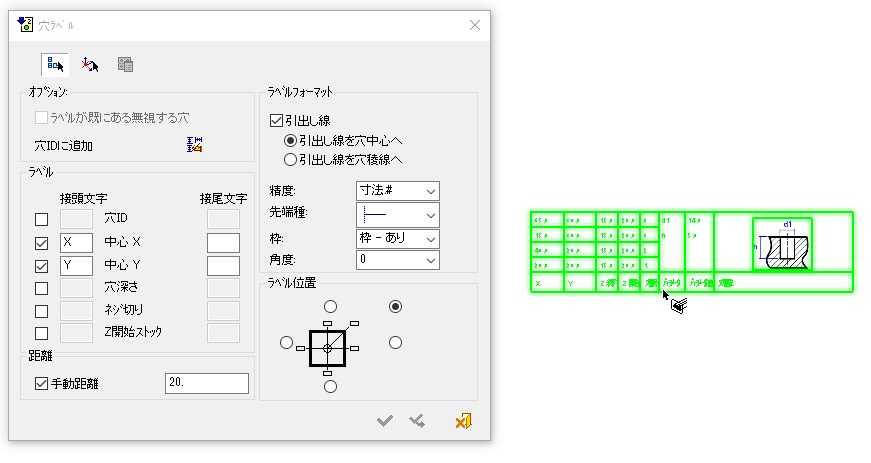 穴ﾗﾍﾞﾙ
ｵﾌﾟｼｮﾝ:
ﾗﾍﾞﾙが既にある無視する穴
穴IDに追加
ﾗﾍﾞﾙ
接頭文字 接尾文字
穴ID
X 中心 X
Y 中心 Y
穴深さ
ネジ切り
Z開始ｽﾄｯｸ
距離
手動距離 20.
ﾗﾍﾞﾙﾌｫｰﾏｯﾄ
引出し線
引出し線を穴中心へ
引出し線を穴稜線へ
精度: 寸法.#
先端種:
枠: 枠 - あり
角度: 0
ﾗﾍﾞﾙ位置
d1
h
X Y